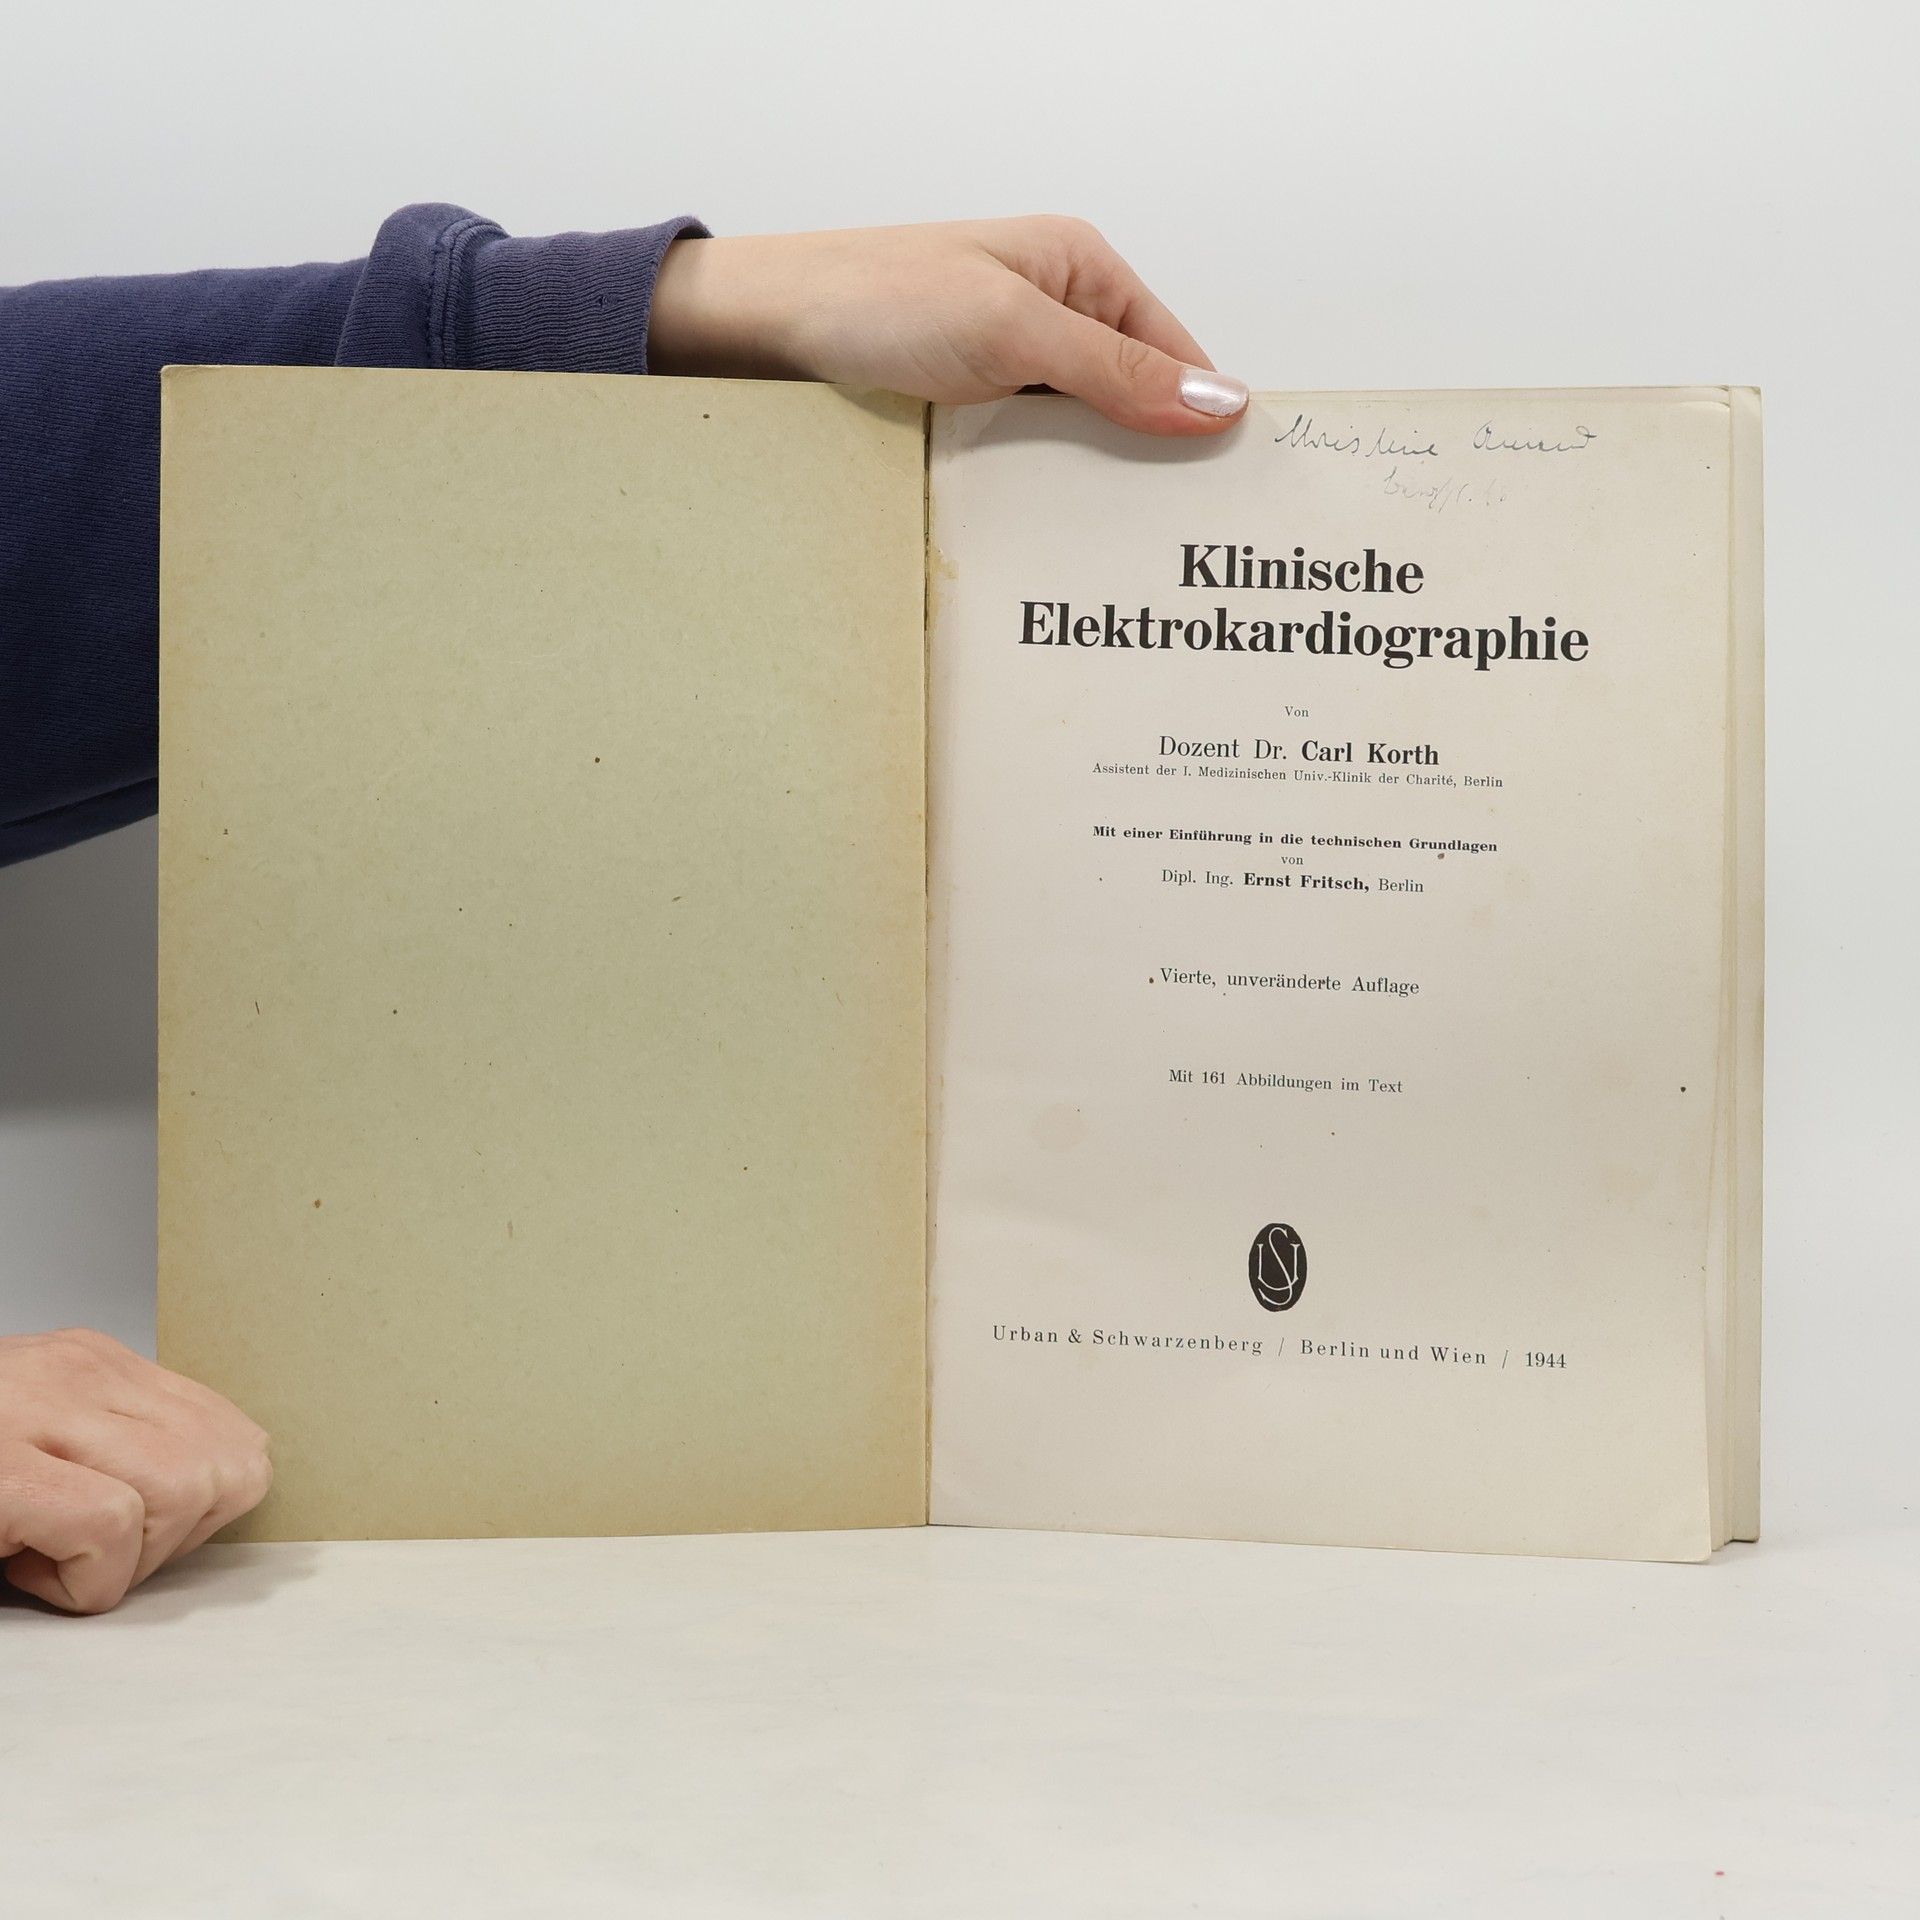 Klinische
Elektrokardiographie
Von
Dozent Dr. Carl Korth
Assistent der I. Medizinischen Univ.-Klinik der Charité, Berlin
Mit einer Einführung in die technischen Grundlagen
von
Dipl. Ing. Ernst Fritsch, Berlin
Vierte, unveränderte Auflage
Mit 161 Abbildungen im Text
US
Urban & Schwarzenberg / Berlin und Wien / 1944